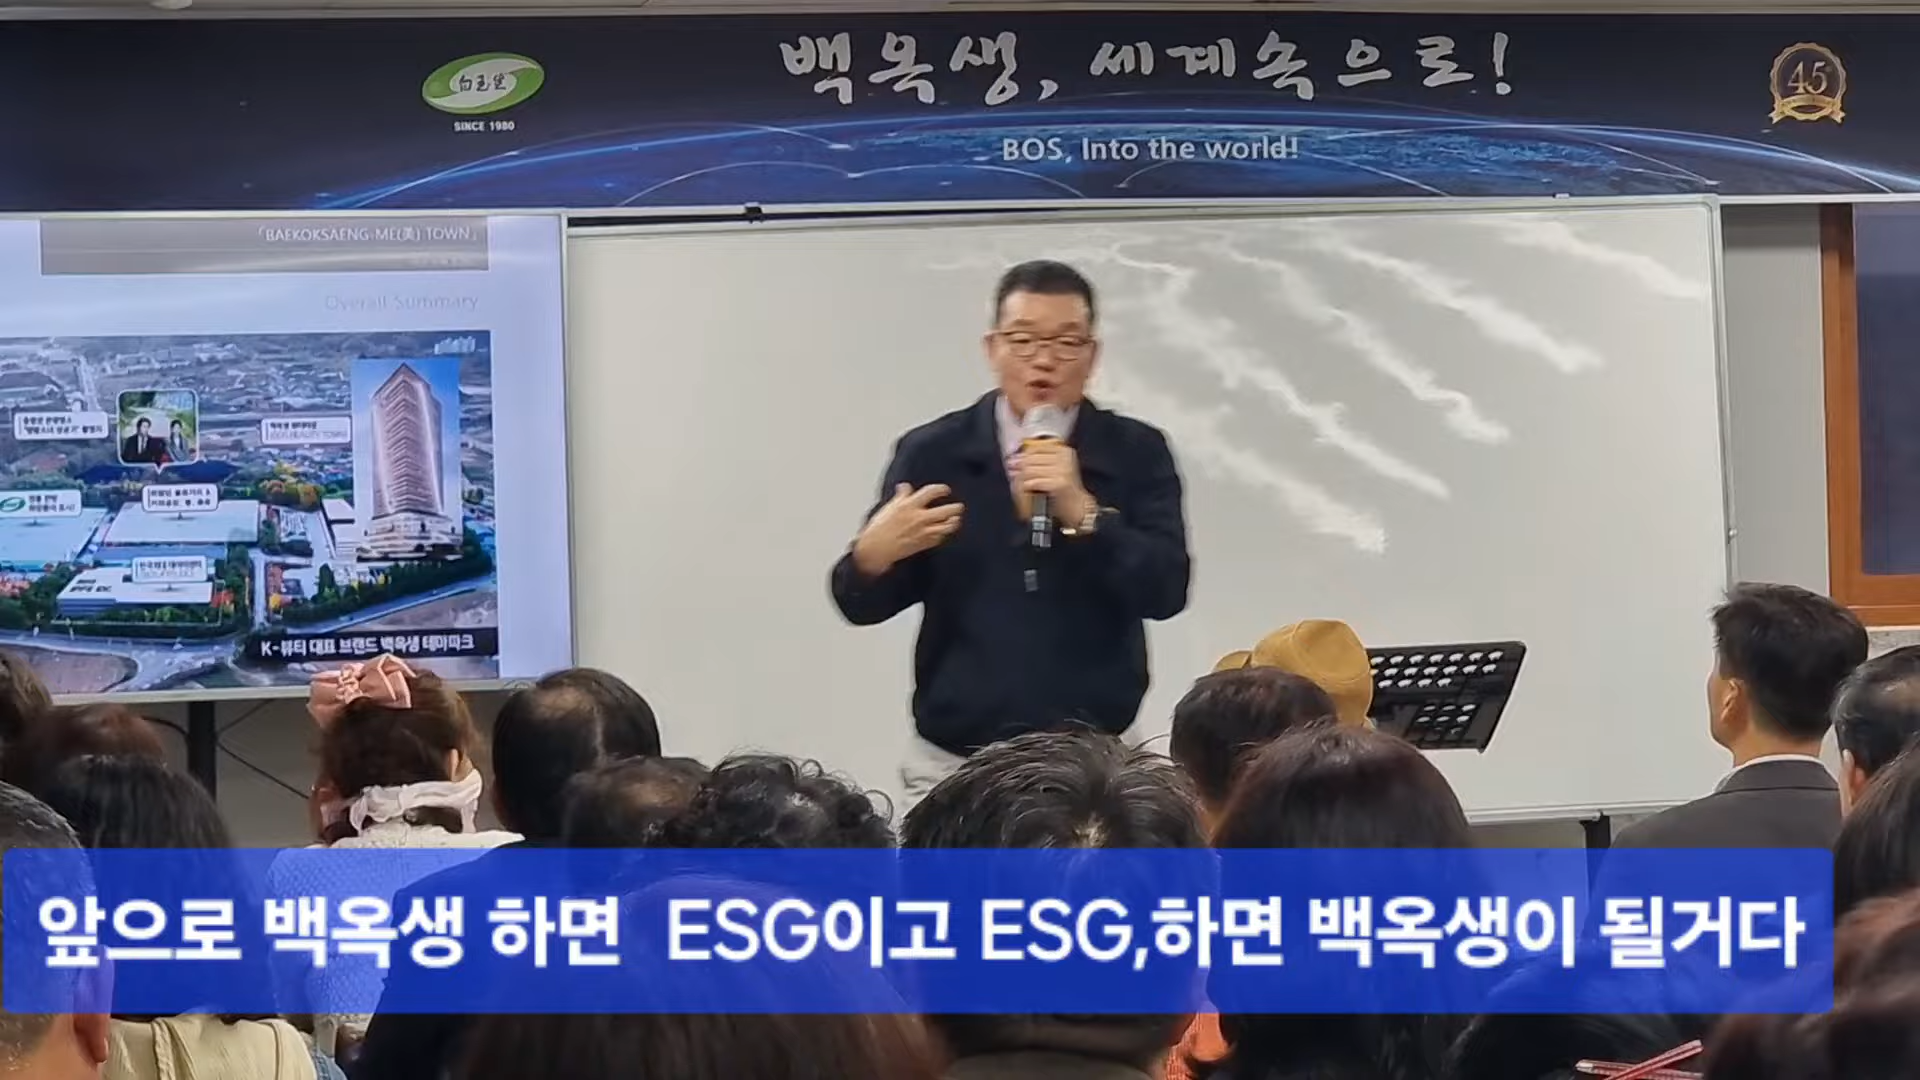 백옥생, 세계속으로!
白玉生
SINCE 1980
45
BOS, Into the world!
「BAEKOKSAENG-ME(美) TOWN」
Overall Summary
K-뷰티 대표 브랜드 백옥생 테마파크
앞으로 백옥생 하면 ESG이고 ESG,하면 백옥생이 될거다